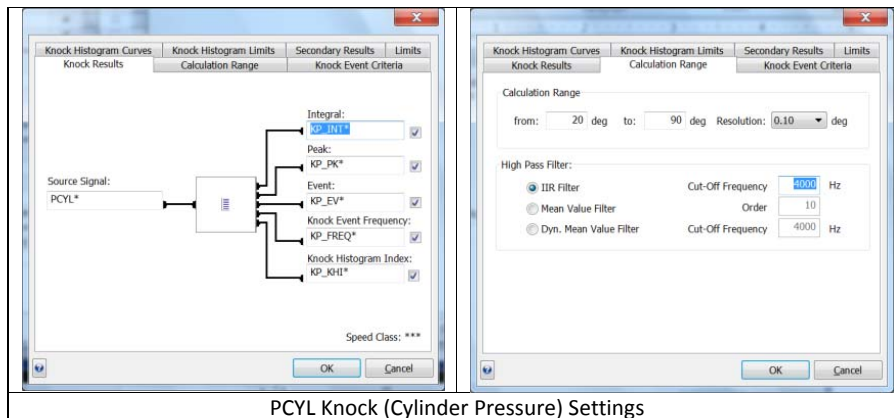 Knock Histogram Curves Knock Histogram Limits Secondary Results Limits
Knock Results Calculation Range Knock Event Criteria
Integral:
KP_INT*
Peak:
KP_PK*
Source Signal:
PCYL*
Event:
KP_EV*
Knock Event Frequency:
KP_FREQ*
Knock Histogram Index:
KP_KHI*
Speed Class: ***
OK Cancel
Knock Histogram Curves Knock Histogram Limits Secondary Results Limits
Knock Results Calculation Range Knock Event Criteria
Calculation Range
from: 20 deg to: 90 deg Resolution: 0.10 deg
High Pass Filter:
IIR Filter Cut-Off Frequency 4000 Hz
Mean Value Filter Order 10
Dyn. Mean Value Filter Cut-Off Frequency 4000 Hz
OK Cancel
PCYL Knock (Cylinder Pressure) Settings